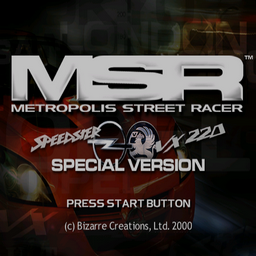 MSR™
METROPOLIS STREET RACER
SPEEDSTER VX 220
SPECIAL VERSION
PRESS START BUTTON
(c) Bizarre Creations, Ltd. 2000